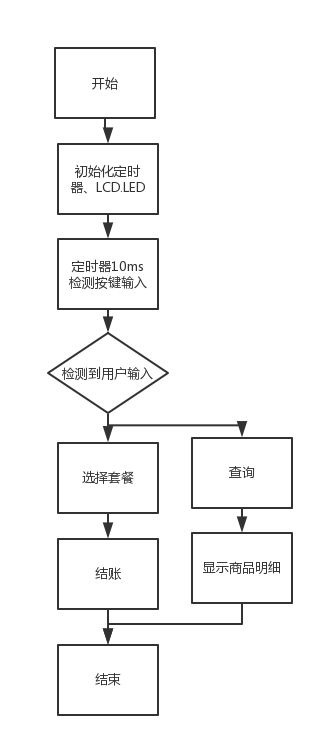 开始
初始化定时
器、LCD.LED
定时器10ms
检测按键输入
检测到用户输入
选择套餐
查询
结账
显示商品明细
结束